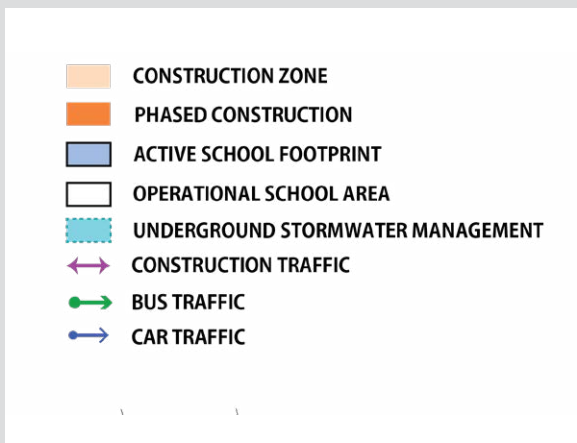 CONSTRUCTION ZONE
PHASED CONSTRUCTION
ACTIVE SCHOOL FOOTPRINT
OPERATIONAL SCHOOL AREA
UNDERGROUND STORMWATER MANAGEMENT
CONSTRUCTION TRAFFIC
BUS TRAFFIC
CAR TRAFFIC